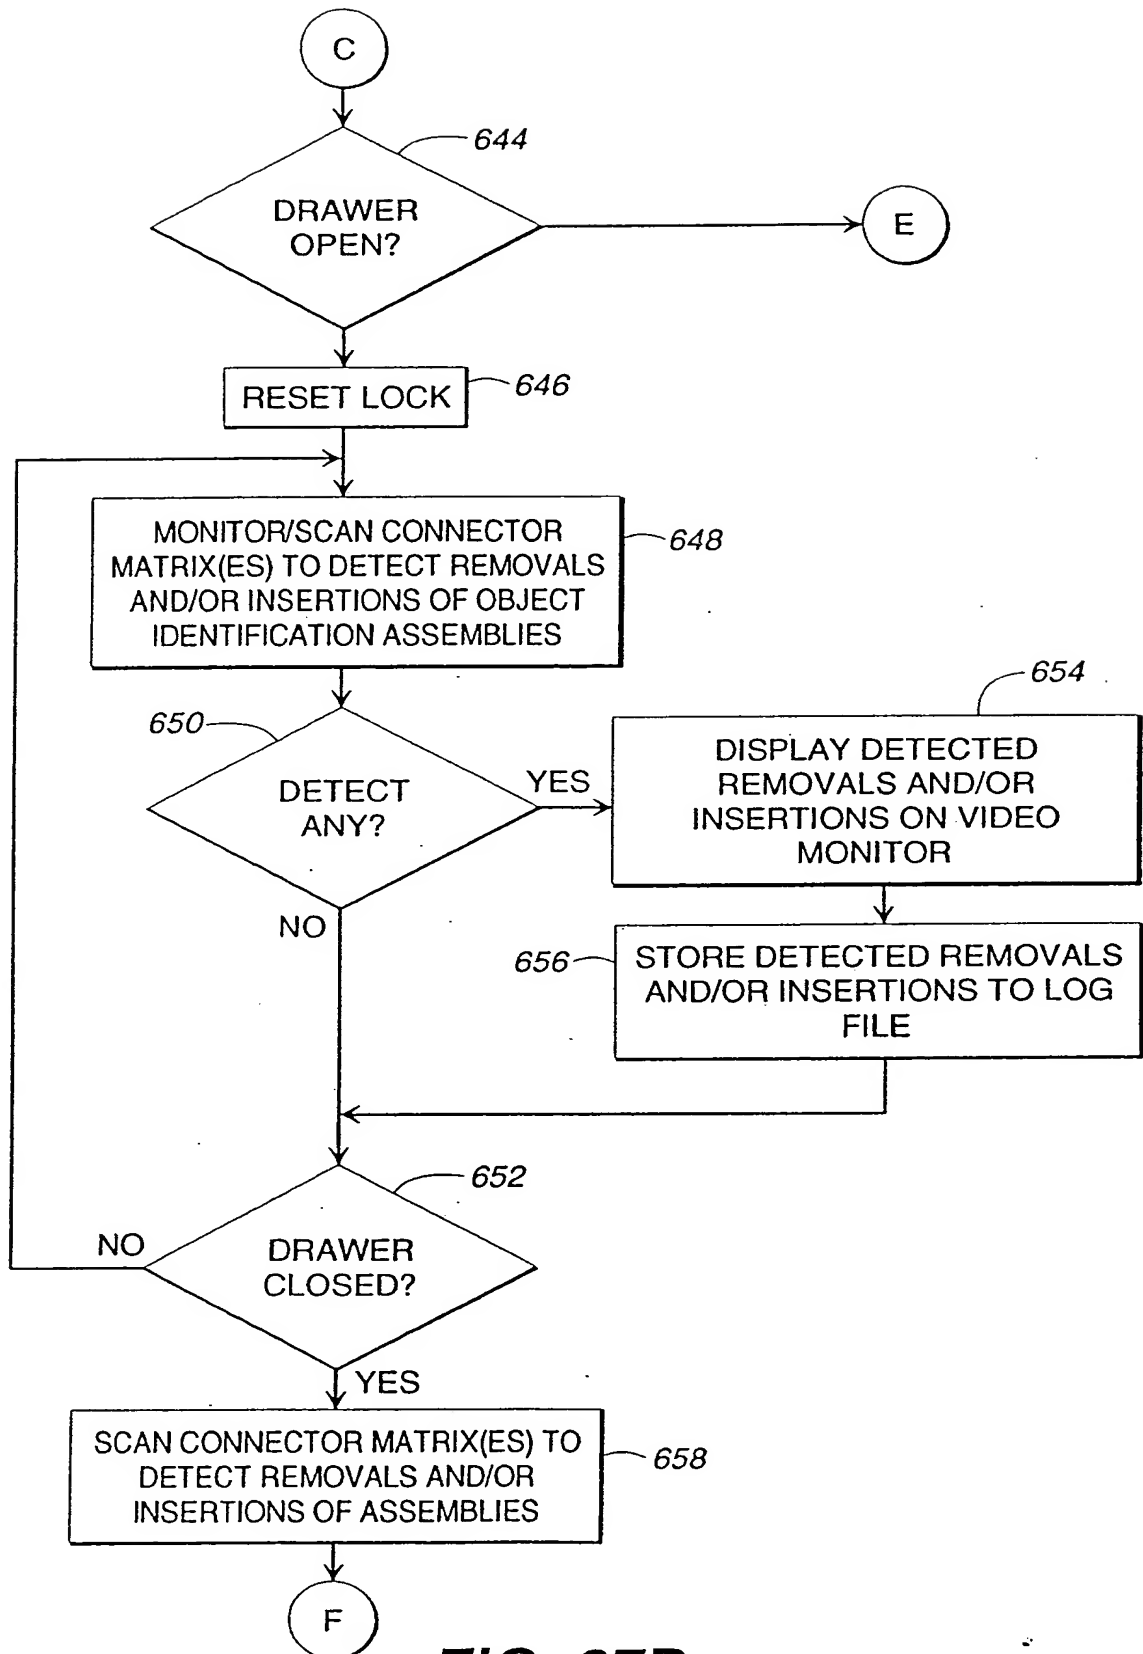 C
644
DRAWER
OPEN?
E
RESET LOCK
646
MONITOR/SCAN CONNECTOR
MATRIX(ES) TO DETECT REMOVALS
AND/OR INSERTIONS OF OBJECT
IDENTIFICATION ASSEMBLIES
648
650
DETECT
ANY?
YES
NO
654
DISPLAY DETECTED
REMOVALS AND/OR
INSERTIONS ON VIDEO
MONITOR
656
STORE DETECTED REMOVALS
AND/OR INSERTIONS TO LOG
FILE
652
DRAWER
CLOSED?
NO
YES
SCAN CONNECTOR MATRIX(ES) TO
DETECT REMOVALS AND/OR
INSERTIONS OF ASSEMBLIES
658
F